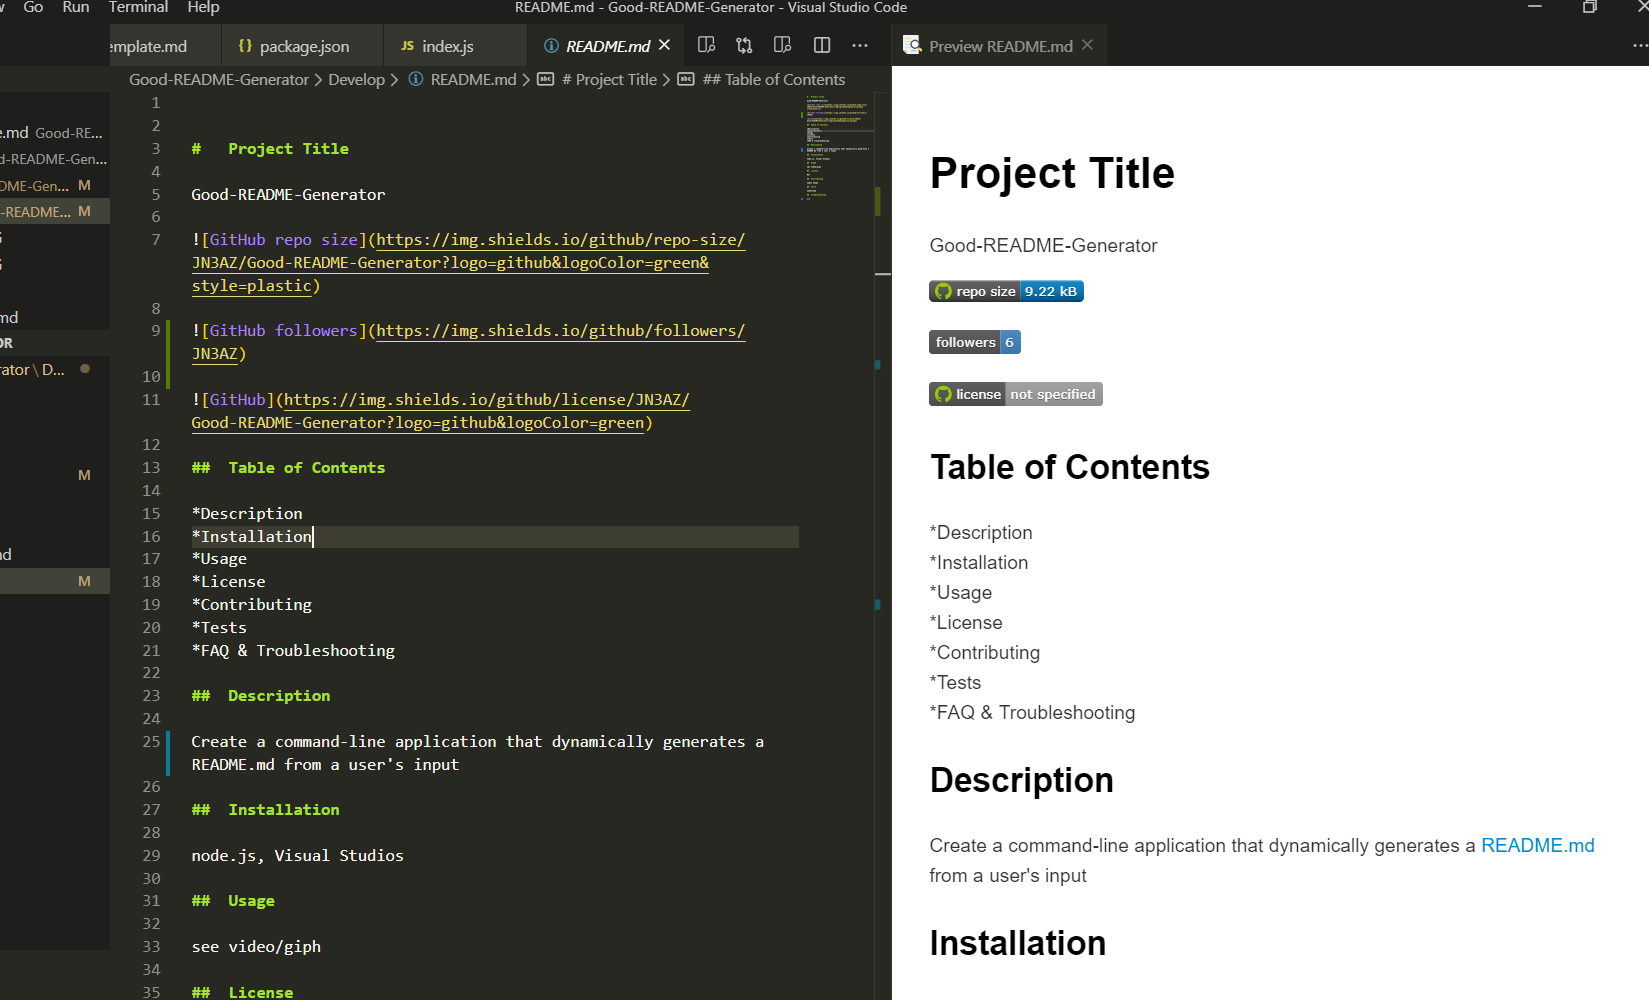 Go Run Terminal Help
README.md - Good-README-Generator - Visual Studio Code
emplate.md
{} package.json
JS index.js
README.md
Preview README.md
Good-README-Generator > Develop > README.md > # Project Title > ## Table of Contents
e.md Good-RE...
d-README-Gen...
DME-Gen... M
-README... M
md
OR
rator\D...
M
nd
M
1
2
3 # Project Title
4
5 Good-README-Generator
6
7 ![GitHub repo size](https://img.shields.io/github/repo-size/
JN3AZ/Good-README-Generator?logo=github&logoColor=green&
style=plastic)
8
9 ![GitHub followers](https://img.shields.io/github/followers/
JN3AZ)
10
11 ![GitHub](https://img.shields.io/github/license/JN3AZ/
Good-README-Generator?logo=github&logoColor=green)
12
13 ## Table of Contents
14
15 *Description
16 *Installation
17 *Usage
18 *License
19 *Contributing
20 *Tests
21 *FAQ & Troubleshooting
22
23 ## Description
24
25 Create a command-line application that dynamically generates a
README.md from a user's input
26
27 ## Installation
28
29 node.js, Visual Studios
30
31 ## Usage
32
33 see video/giph
34
35 ## License
Project Title
Good-README-Generator
repo size 9.22 kB
followers 6
license not specified
Table of Contents
*Description
*Installation
*Usage
*License
*Contributing
*Tests
*FAQ & Troubleshooting
Description
Create a command-line application that dynamically generates a README.md
from a user's input
Installation